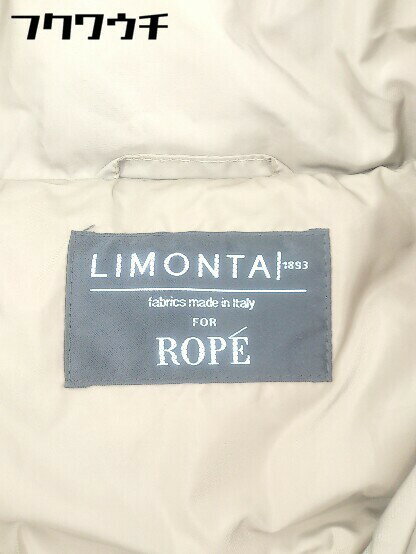 フクワウチ
LIMONTA 1893
fabrics made in Italy
FOR
ROPÉ